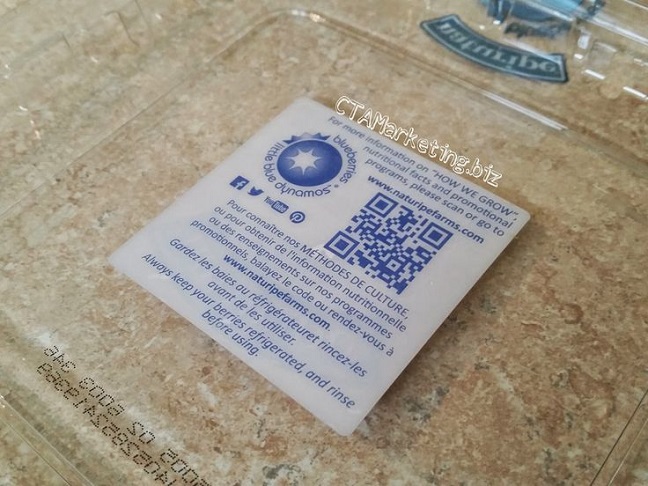 CTAMarketing.biz
For more information on "HOW WE GROW"
nutritional facts and promotional
programs, please scan or go to
www.naturipefarms.com
blueberries
little blue dynamos
YouTube
Pour connaître nos MÉTHODES DE CULTURE,
ou pour obtenir de l'information nutritionnelle
ou des renseignements sur nos programmes
promotionnels, balayez le code ou rendez-vous à
www.naturipefarms.com.
Gardez les baies au réfrigérateuret rincez-les
avant de les utiliser.
Always keep your berries refrigerated, and rinse
before using.